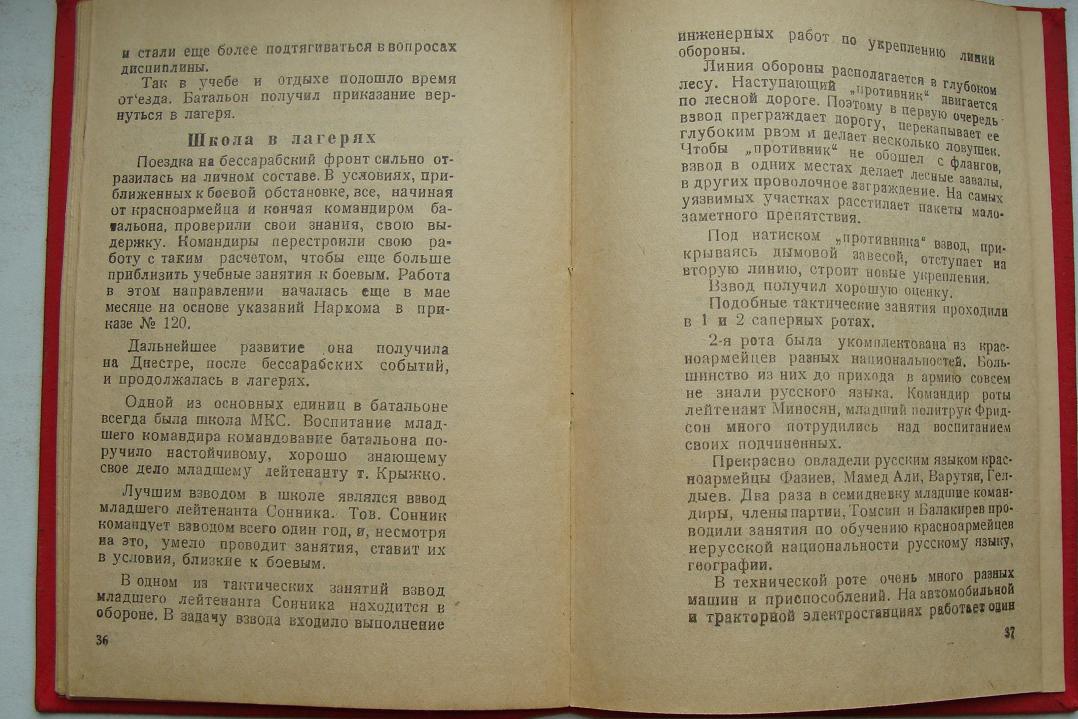 и стали еще более подтягиваться в вопросах
дисциплины.
Так в учебе и отдыхе подошло время
от‘езда. Батальон получил приказание вер-
нуться в лагеря.
Школа в лагерях
Поездка на бессарабский фронт сильно от-
разилась на личном составе. В условиях, при-
ближенных к боевой обстановке, все, начиная
от красноармейца и кончая командиром ба-
тальона, проверили свои знания, свою вы-
держку. Командиры перестроили свою ра-
боту с таким расчетом, чтобы еще больше
приблизить учебные занятия к боевым. Работа
в этом направлении началась еще в мае
месяце на основе указаний Наркома в при-
казе № 120.
Дальнейшее развитие она получила
на Днестре, после бессарабских событий,
и продолжалась в лагерях.
Одной из основных единиц в батальоне
всегда была школа МКС. Воспитание млад-
шего командира командование батальона по-
ручило настойчивому, хорошо знающему
свое дело младшему лейтенанту т. Крыжко.
Лучшим взводом в школе являлся взвод
младшего лейтенанта Сонника. Тов. Сонник
командует взводом всего один год, и, несмотря
на это, умело проводит занятия, ставит их
в условия, близкие к боевым.
В одном из тактических занятий взвод
младшего лейтенанта Сонника находится в
обороне. В задачу взвода входило выполнение
36
инженерных работ по укреплению линии
обороны.
Линия обороны располагается в глубоком
лесу. Наступающий „противник“ двигается
по лесной дороге. Поэтому в первую очередь
взвод преграждает дорогу, перекапывает ее
глубоким рвом и делает несколько ловушек.
Чтобы „противник“ не обошел с флангов,
взвод в одних местах делает лесные завалы,
в других проволочное заграждение. На самых
уязвимых участках расстилает пакеты мало-
заметного препятствия.
Под натиском „противника“ взвод, при-
крываясь дымовой завесой, отступает на
вторую линию, строит новые укрепления.
Взвод получил хорошую оценку.
Подобные тактические занятия проходили
в 1 и 2 саперных ротах.
2-я рота была укомплектована из крас-
ноармейцев разных национальностей. Боль-
шинство из них до прихода в армию совсем
не знали русского языка. Командир роты
лейтенант Миносян, младший политрук Фрид-
сон много потрудились над воспитанием
своих подчиненных.
Прекрасно овладели русским языком крас-
ноармейцы Фазиев, Мамед Али, Варутян, Гел-
дыев. Два раза в семидневку младшие коман-
диры, члены партии, Томсин и Балакирев про-
водили занятия по обучению красноармейцев
нерусской национальности русскому языку,
географии.
В технической роте очень много разных
машин и приспособлений. На автомобильной
и тракторной электростанциях работает один
37